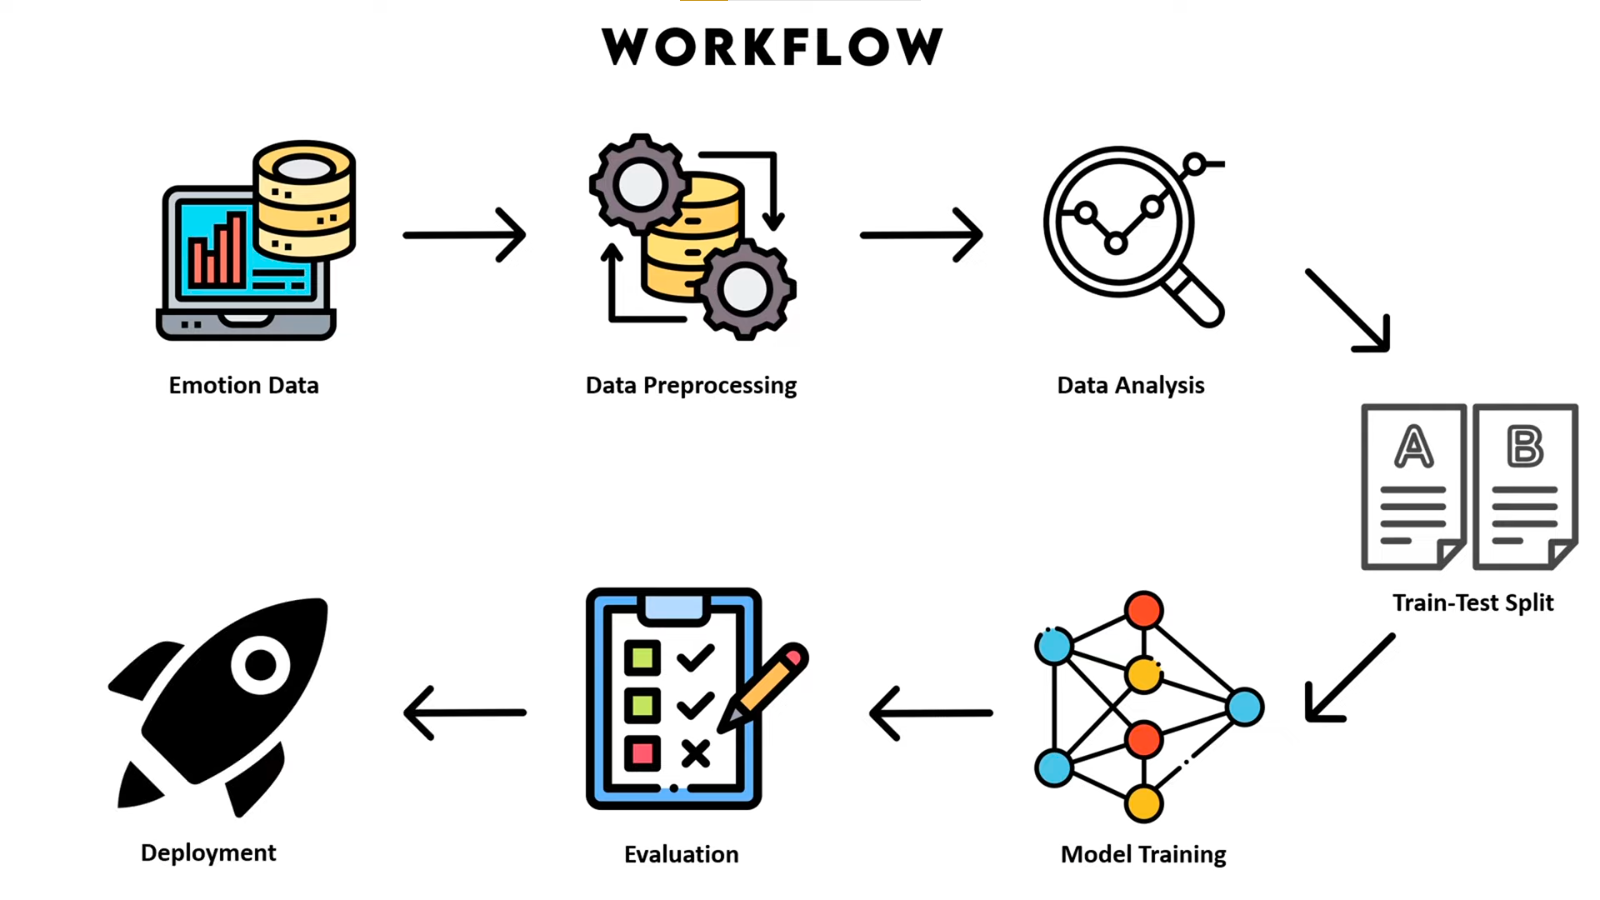 WORKFLOW
Emotion Data
Data Preprocessing
Data Analysis
A
B
Train-Test Split
Model Training
Evaluation
Deployment